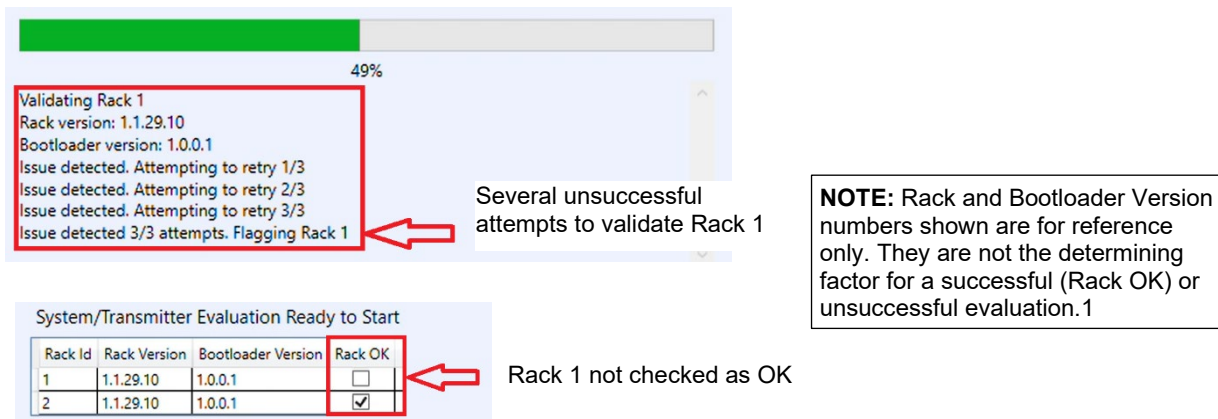 49%
Validating Rack 1
Rack version: 1.1.29.10
Bootloader version: 1.0.0.1
Issue detected. Attempting to retry 1/3
Issue detected. Attempting to retry 2/3
Issue detected. Attempting to retry 3/3
Issue detected 3/3 attempts. Flagging Rack 1
Several unsuccessful
attempts to validate Rack 1
NOTE: Rack and Bootloader Version
numbers shown are for reference
only. They are not the determining
factor for a successful (Rack OK) or
unsuccessful evaluation.1
System/Transmitter Evaluation Ready to Start
Rack Id Rack Version Bootloader Version Rack OK
1 1.1.29.10 1.0.0.1
2 1.1.29.10 1.0.0.1
Rack 1 not checked as OK